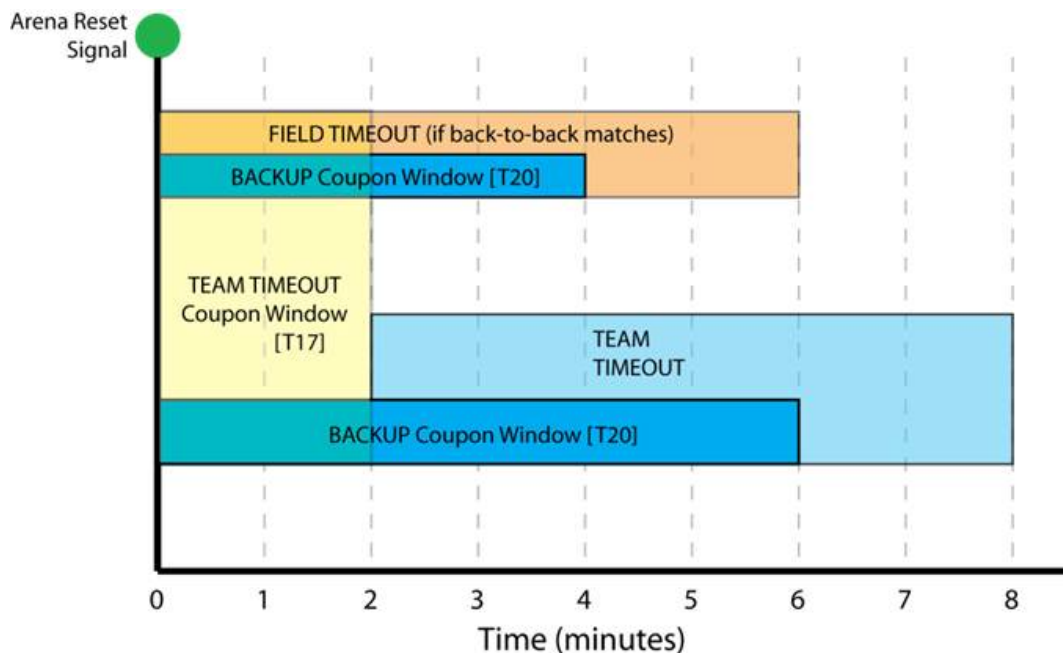 Arena Reset
Signal
FIELD TIMEOUT (if back-to-back matches)
BACKUP Coupon Window [T20]
TEAM TIMEOUT
Coupon Window
[T17]
TEAM
TIMEOUT
BACKUP Coupon Window [T20]
0 1 2 3 4 5 6 7 8
Time (minutes)